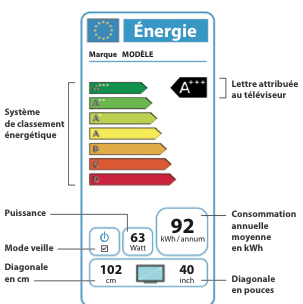 Énergie
Marque MODÈLE
A+++
A+++
A++
A+
A
B
C
D
Lettre attribuée
au téléviseur
Système
de classement
énergétique
Puissance
63
Watt
92
kWh / annum
Consommation
annuelle
moyenne
en kWh
Mode veille
Diagonale
en cm
102
cm
40
inch
Diagonale
en pouces